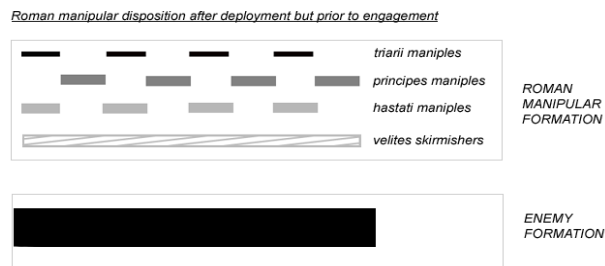 Roman manipular disposition after deployment but prior to engagement
triarii maniples
principes maniples
hastati maniples
velites skirmishers
ROMAN
MANIPULAR
FORMATION
ENEMY
FORMATION